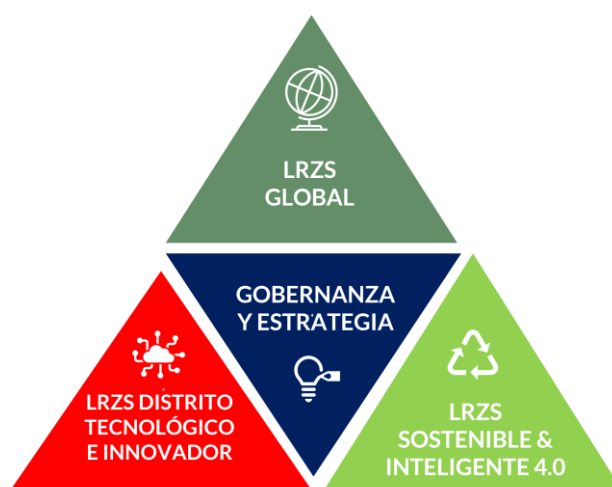 LRZS
GLOBAL
GOBERNANZA
Y ESTRATEGIA
LRZS DISTRITO
TECNOLÓGICO
E INNOVADOR
LRZS
SOSTENIBLE &
INTELIGENTE 4.0